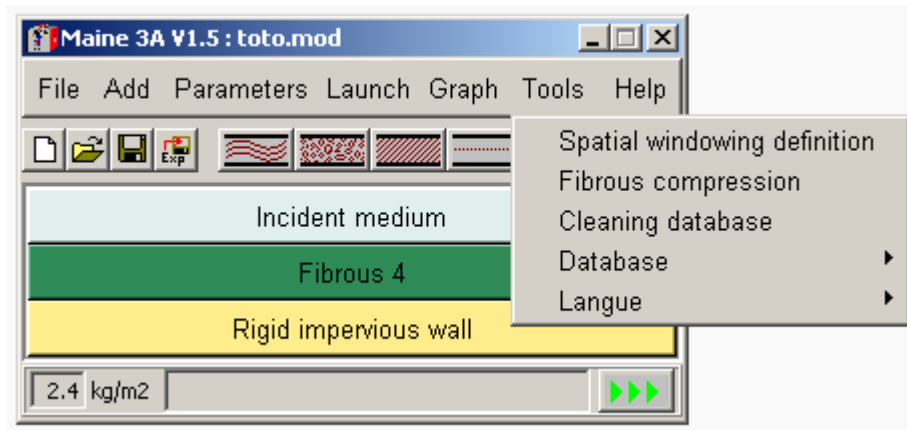 Maine 3A V1.5 : toto.mod
File Add Parameters Launch Graph Tools Help
Exp
Spatial windowing definition
Fibrous compression
Cleaning database
Database
Langue
Incident medium
Fibrous 4
Rigid impervious wall
2.4 kg/m2